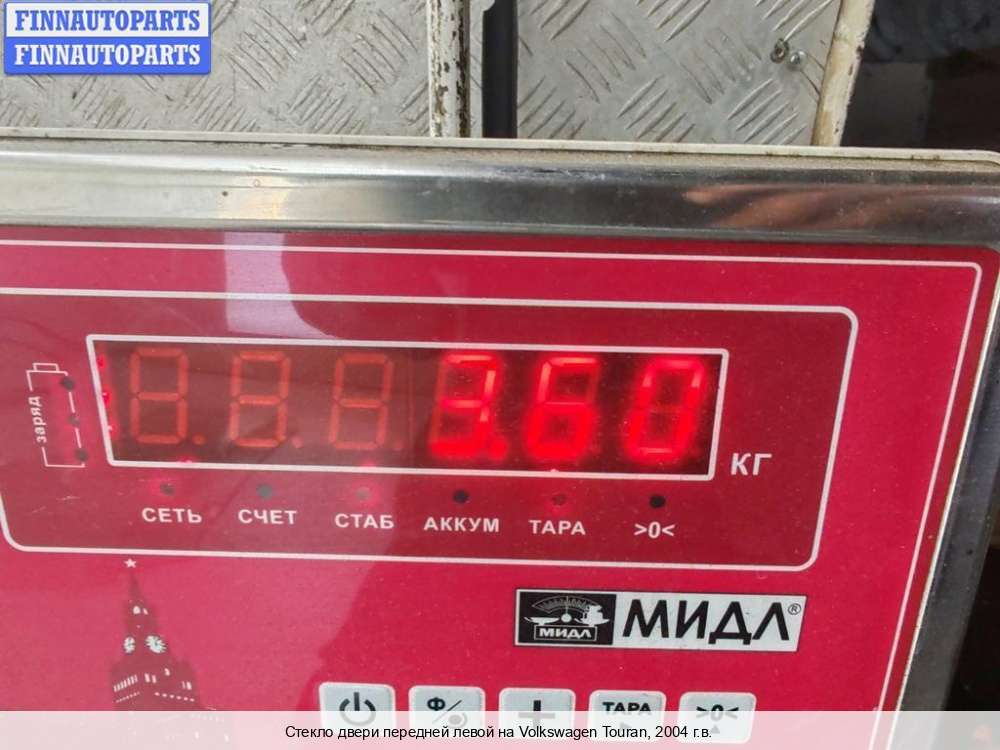 FINNAUTOPARTS
FINNAUTOPARTS
заряд
3.60
КГ
СЕТЬ СЧЕТ СТАБ АККУМ ТАРА >0<
МИДЛ МИДЛ®
Ф
+
ТАРА
>0<
Стекло двери передней левой на Volkswagen Touran, 2004 г.в.